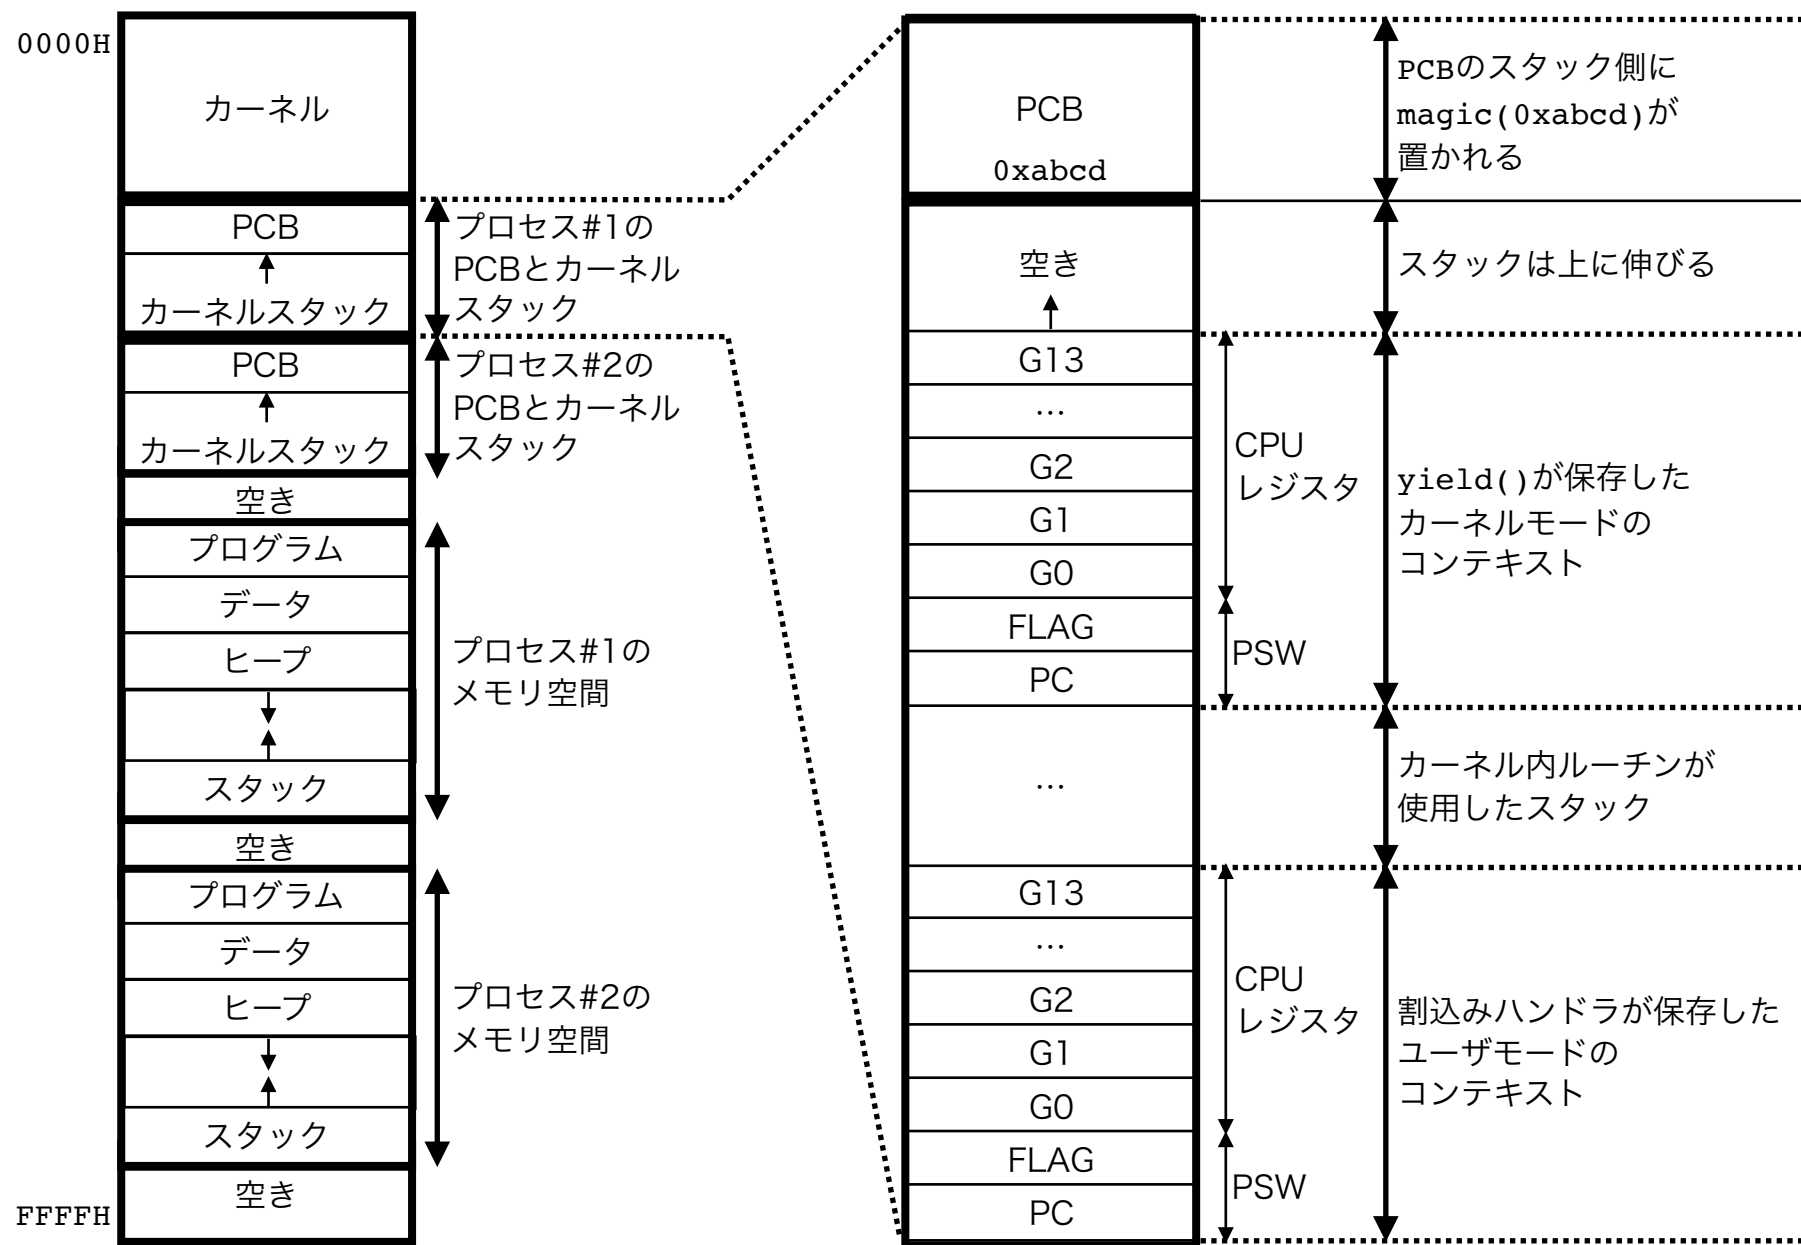 0000H
カーネル
PCB
カーネルスタック
PCB
カーネルスタック
空き
プログラム
データ
ヒープ
スタック
空き
プログラム
データ
ヒープ
スタック
空き
FFFFH
プロセス#1の
PCBとカーネル
スタック
プロセス#2の
PCBとカーネル
スタック
プロセス#1の
メモリ空間
プロセス#2の
メモリ空間
PCB
0xabcd
空き
G13
…
G2
G1
G0
FLAG
PC
…
G13
…
G2
G1
G0
FLAG
PC
CPU
レジスタ
PSW
CPU
レジスタ
PSW
PCBのスタック側に
magic(0xabcd)が
置かれる
スタックは上に伸びる
yield()が保存した
カーネルモードの
コンテキスト
カーネル内ルーチンが
使用したスタック
割込みハンドラが保存した
ユーザモードの
コンテキスト